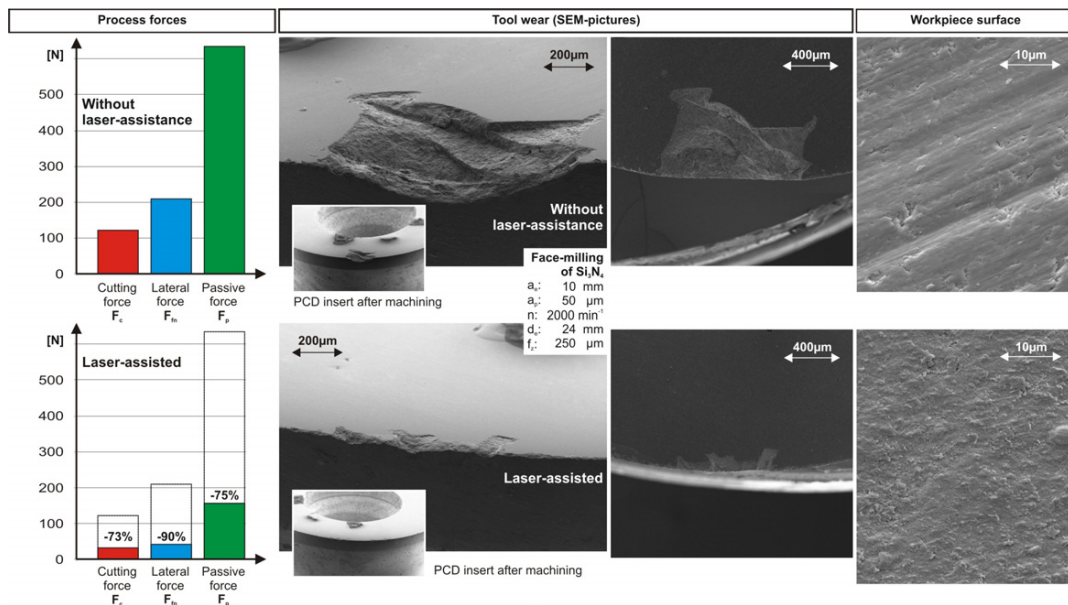 Process forces
Tool wear (SEM-pictures)
Workpiece surface
[N]
500
400
300
200
100
0
Without
laser-assistance
Cutting
force
F꜀
Lateral
force
Ffn
Passive
force
Fₚ
200µm
Without
laser-assistance
PCD insert after machining
400µm
10µm
Face-milling
of Si₃N₄
aₑ: 10 mm
aₚ: 50 µm
n: 2000 min⁻¹
dₑ: 24 mm
f₂: 250 µm
[N]
500
400
300
200
100
0
Laser-assisted
-73%
-90%
-75%
Cutting
force
F꜀
Lateral
force
Ffn
Passive
force
Fₚ
200µm
Laser-assisted
PCD insert after machining
400µm
10µm